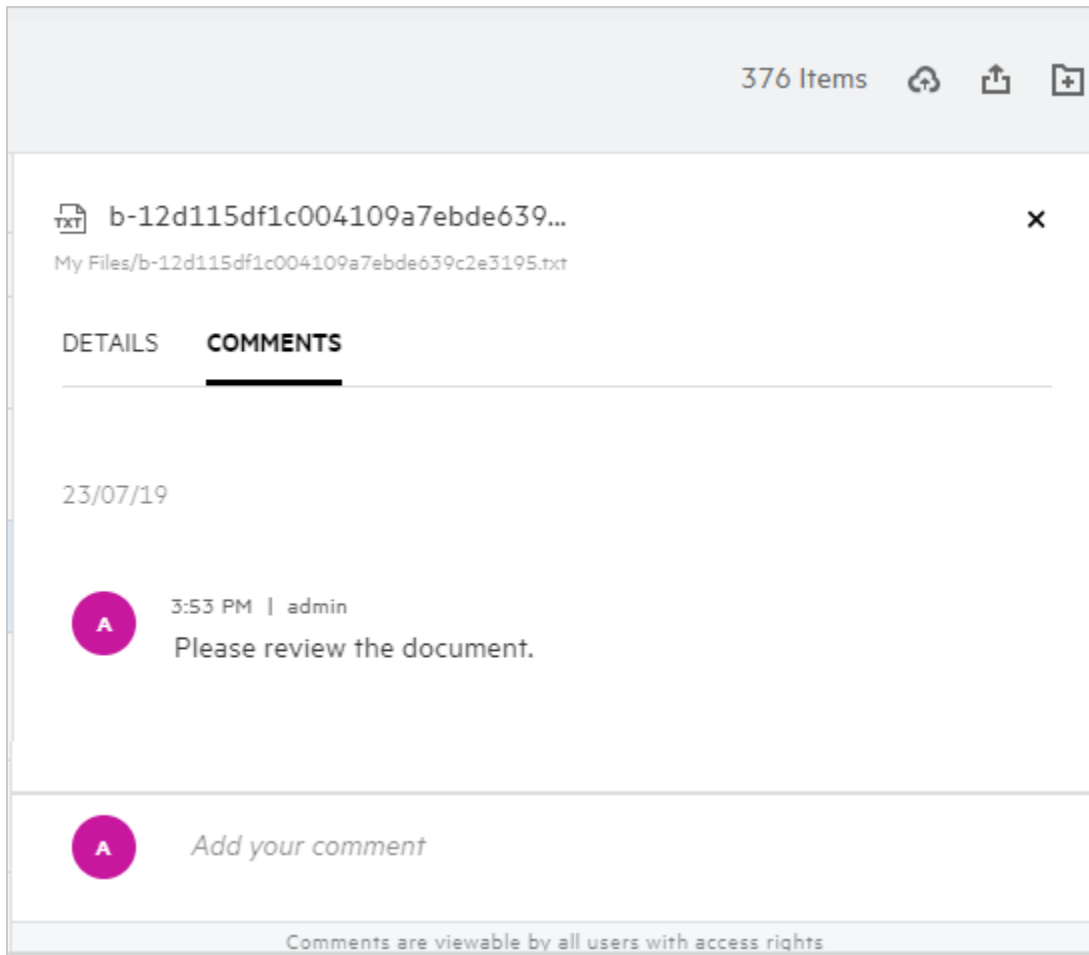 376 Items
TXT b-12d115df1c004109a7ebde639...
My Files/b-12d115df1c004109a7ebde639c2e3195.txt
DETAILS COMMENTS
23/07/19
3:53 PM | admin
A
Please review the document.
A Add your comment
Comments are viewable by all users with access rights